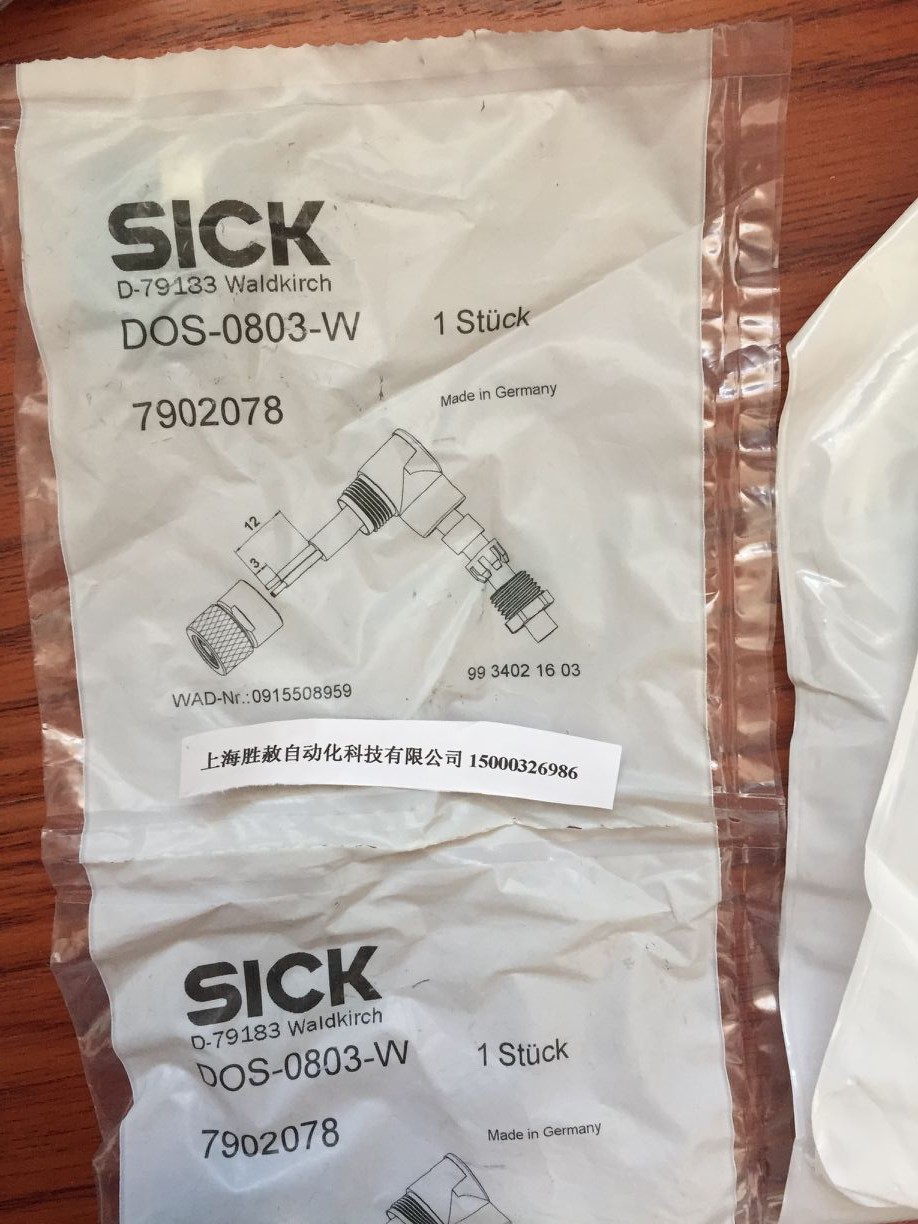 SICK
D-79183 Waldkirch
DOS-0803-W 1 Stück
7902078 Made in Germany
12
3
99 3402 16 03
WAD-Nr.:0915508959
上海胜赦自动化科技有限公司 15000326986
SICK
D-79183 Waldkirch
DOS-0803-W 1 Stück
7902078 Made in Germany